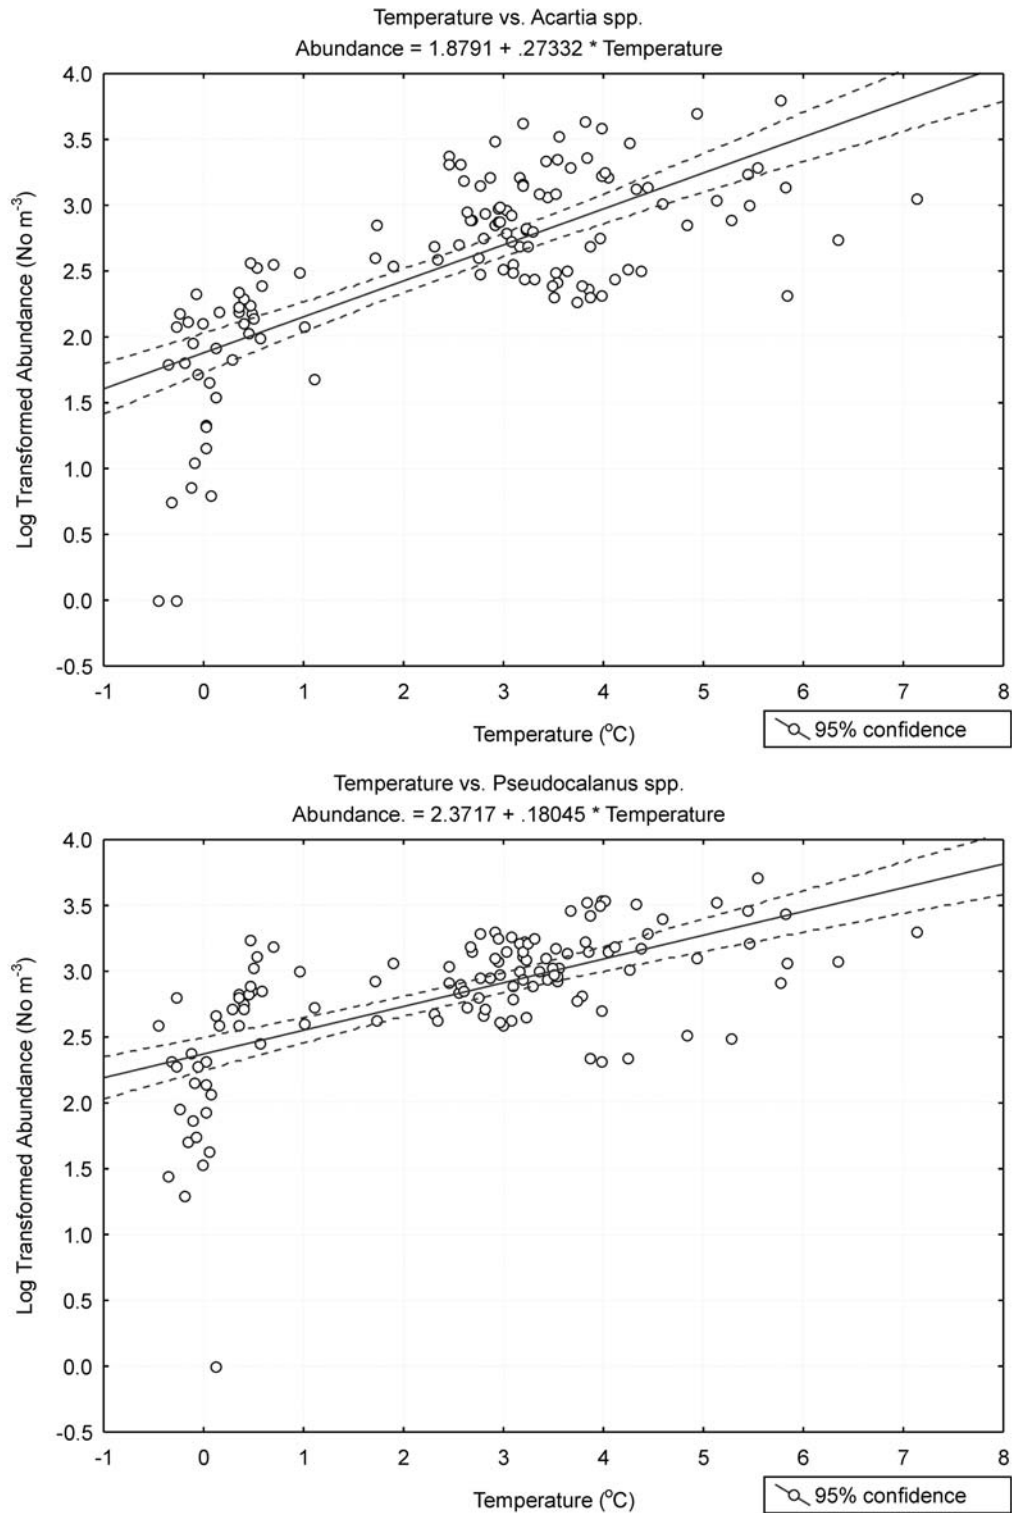 Temperature vs. Acartia spp.
Abundance = 1.8791 + .27332 * Temperature
4.0
3.5
3.0
2.5
2.0
1.5
1.0
0.5
0.0
-0.5
Log Transformed Abundance (No m⁻³)
-1 0 1 2 3 4 5 6 7 8
Temperature (°C)
95% confidence
Temperature vs. Pseudocalanus spp.
Abundance. = 2.3717 + .18045 * Temperature
4.0
3.5
3.0
2.5
2.0
1.5
1.0
0.5
0.0
-0.5
Log Transformed Abundance (No m⁻³)
-1 0 1 2 3 4 5 6 7 8
Temperature (°C)
95% confidence